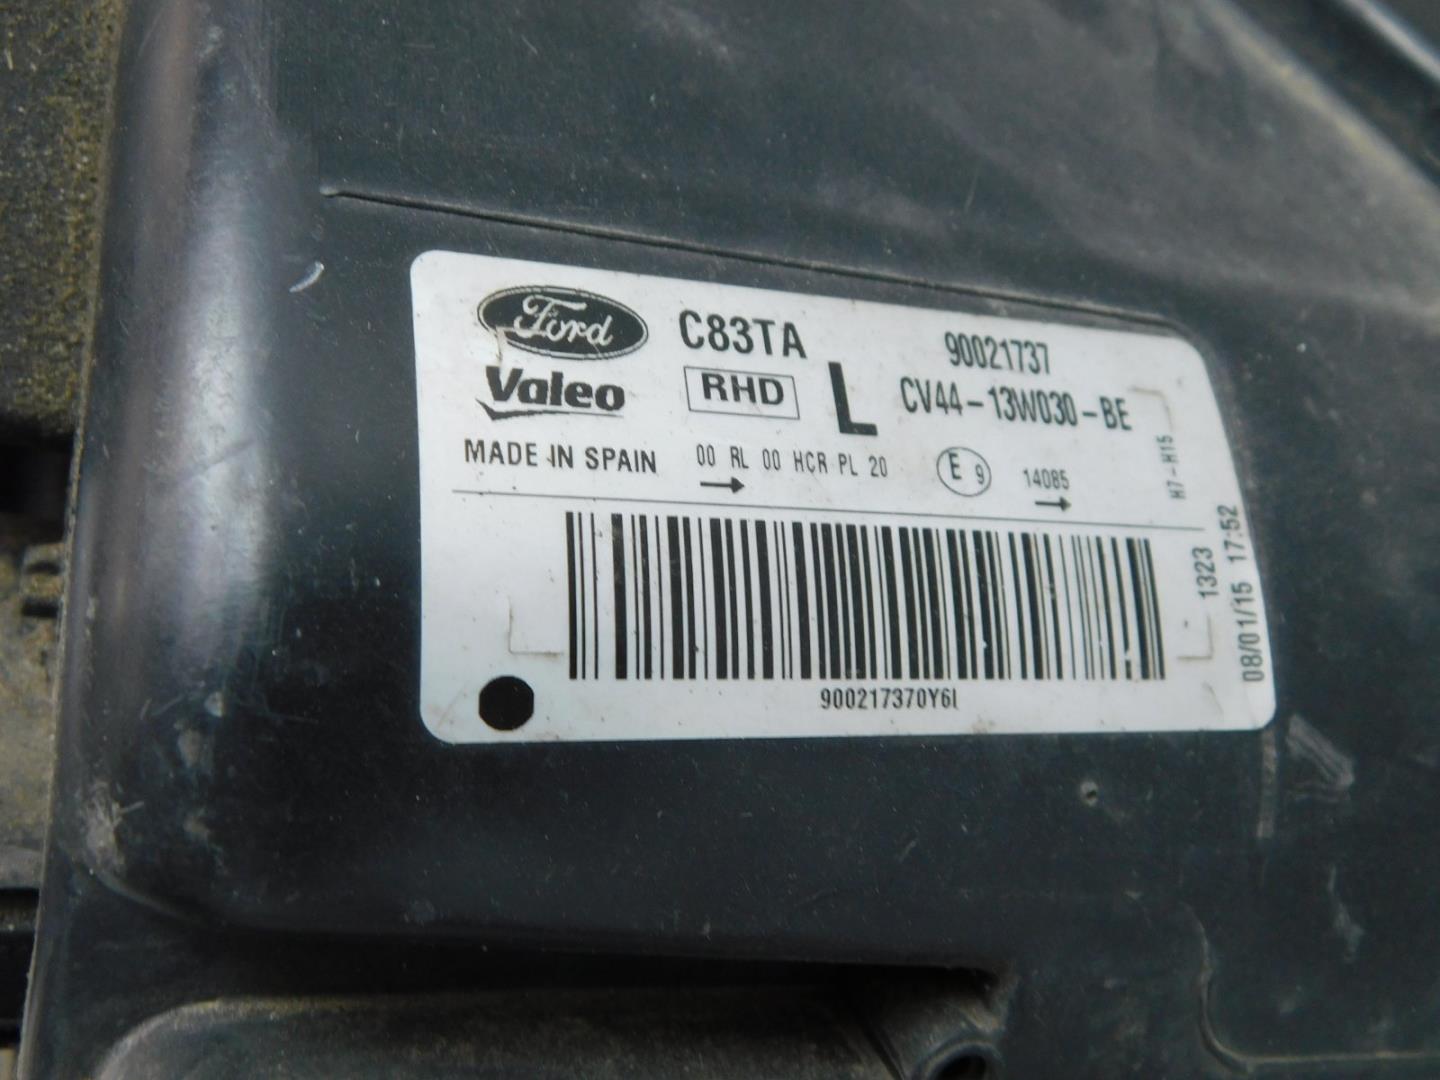 Ford C83TA 90021737
Valeo RHD L CV44-13W030-BE
MADE IN SPAIN 00 RL 00 HCR PL 20 E 9 14085
H7-H15
1323
08/01/15 17:52
900217370Y6I